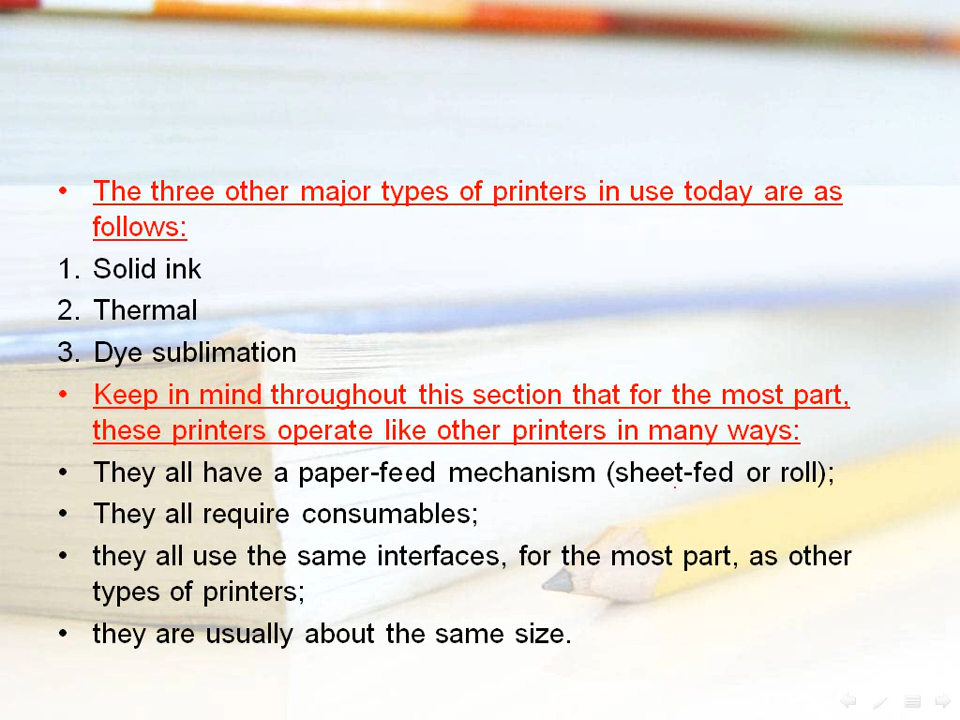 • The three other major types of printers in use today are as
follows:
1. Solid ink
2. Thermal
3. Dye sublimation
• Keep in mind throughout this section that for the most part,
these printers operate like other printers in many ways:
• They all have a paper-feed mechanism (sheet-fed or roll);
• They all require consumables;
• they all use the same interfaces, for the most part, as other
types of printers;
• they are usually about the same size.